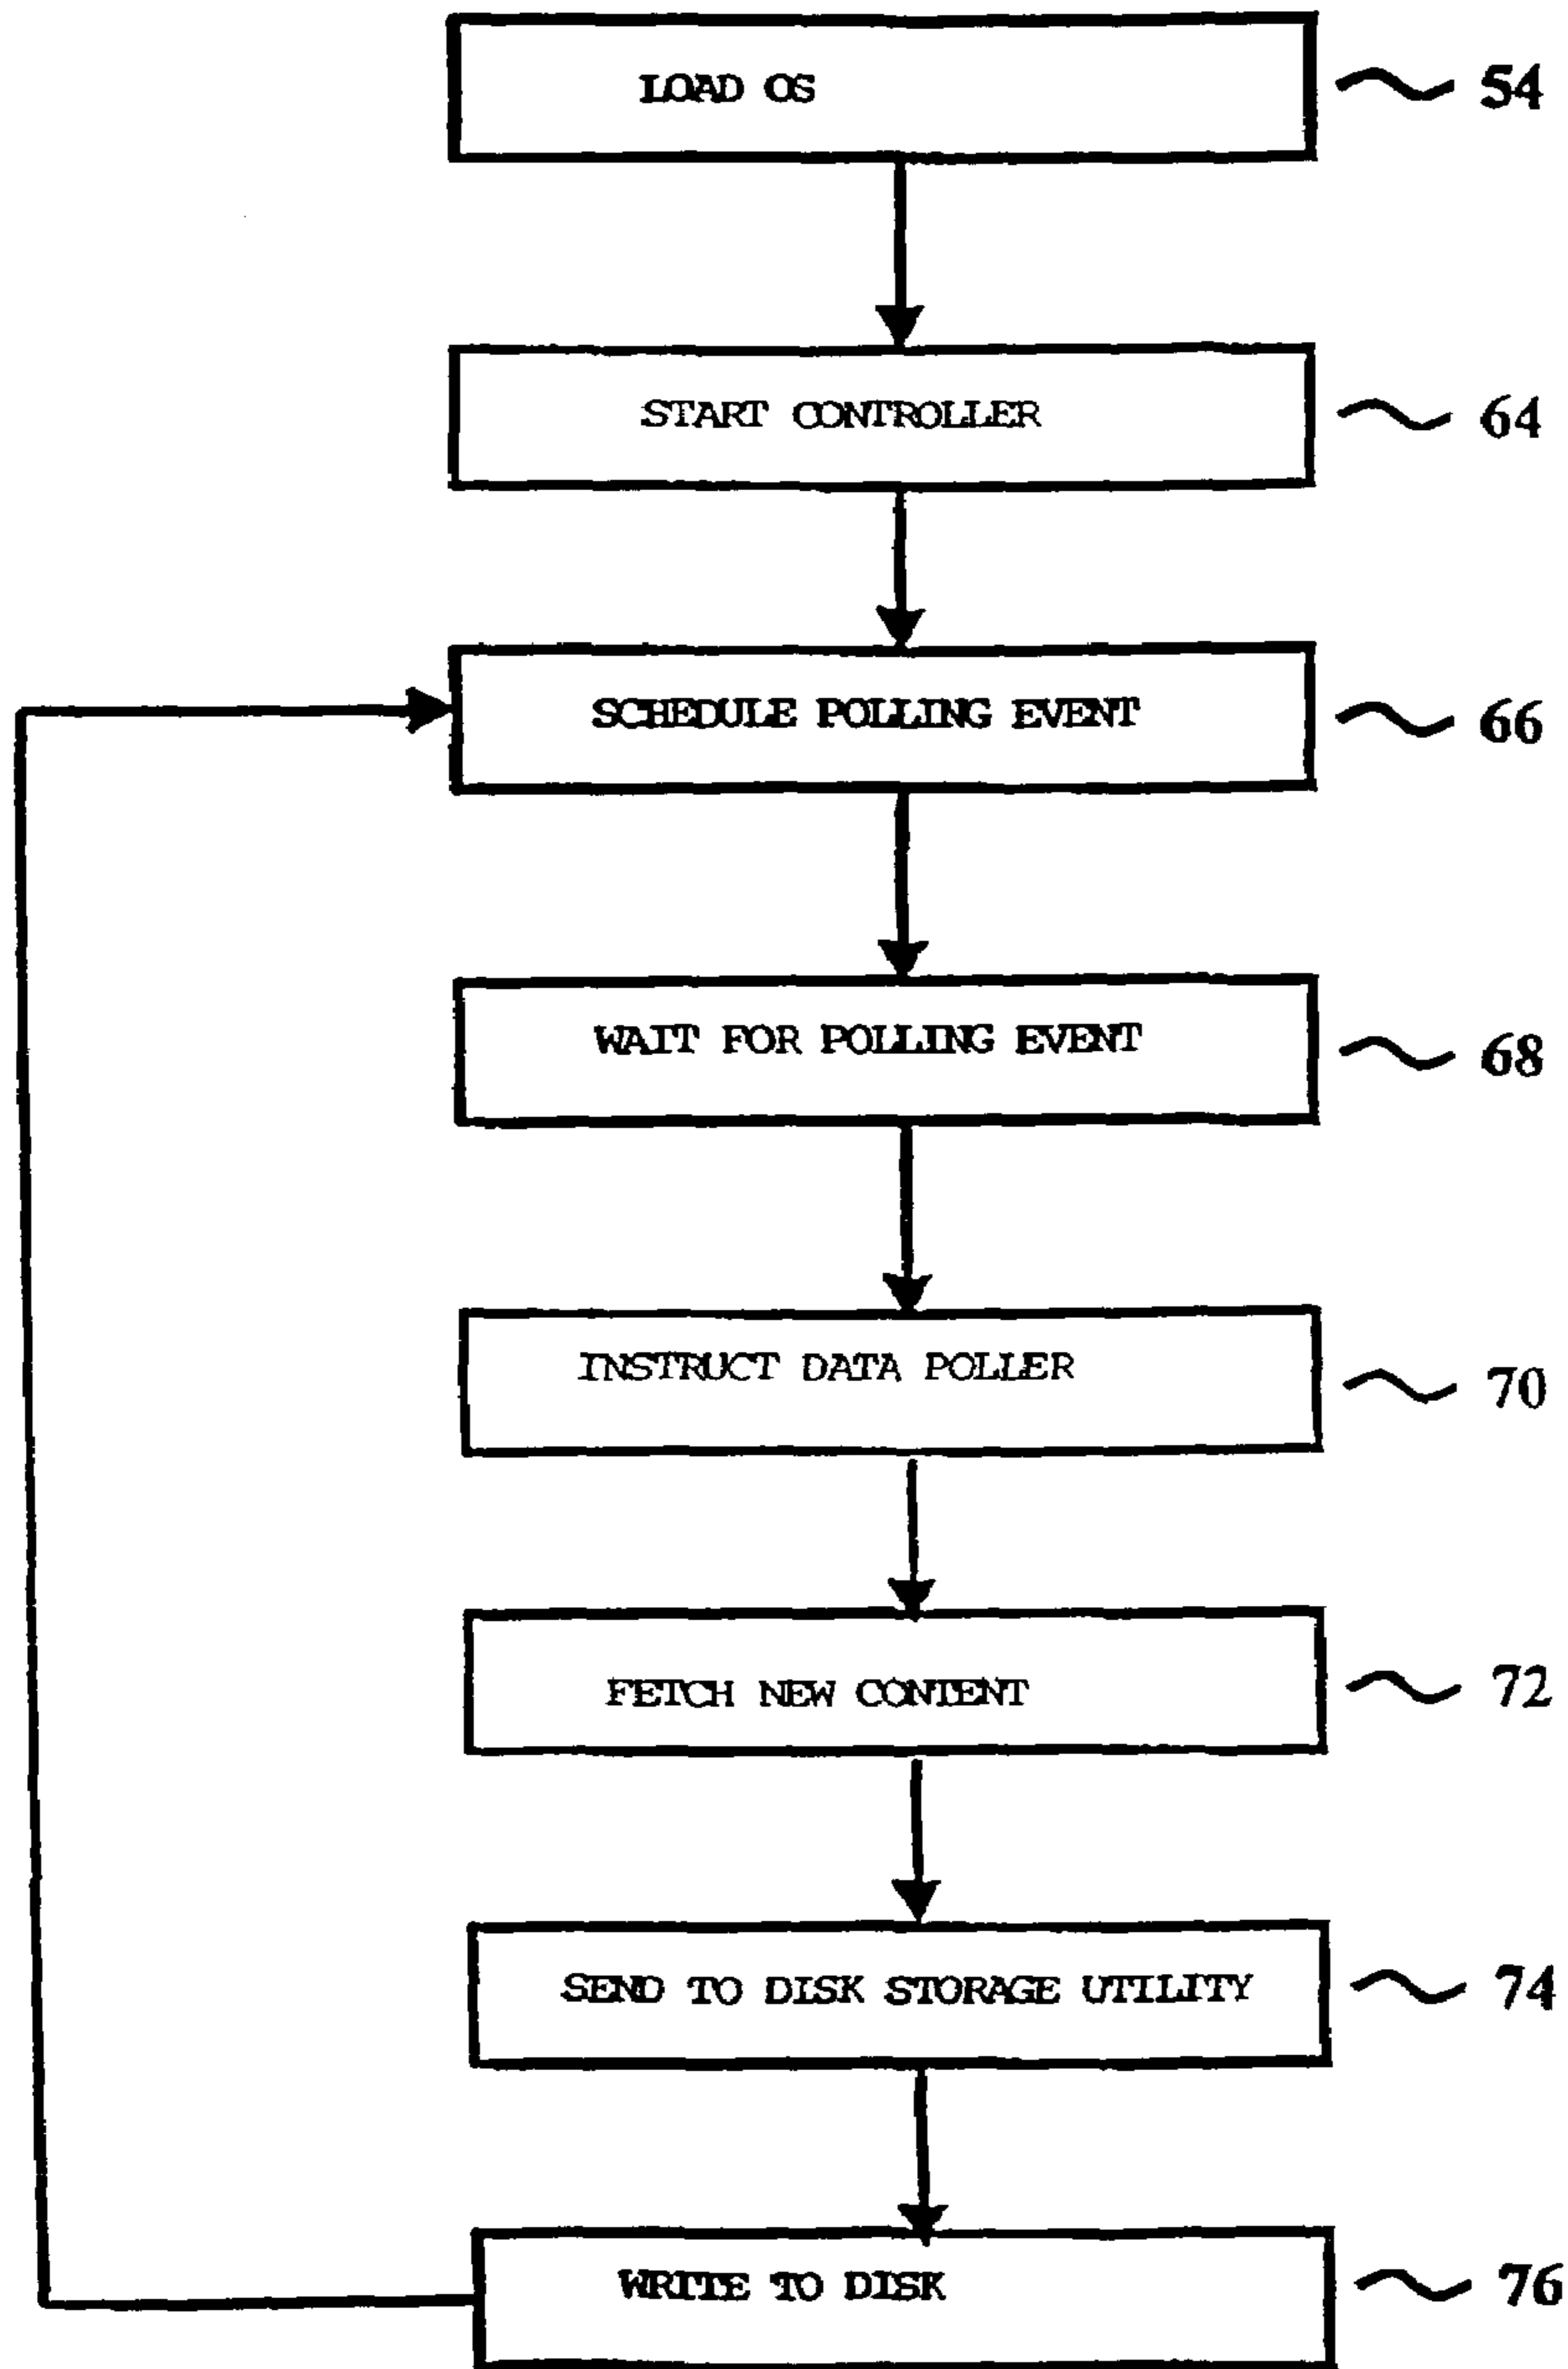 LOAD OS
54
START CONTROLLER
64
SCHEDULE POLLING EVENT
66
WAIT FOR POLLING EVENT
68
INSTRUCT DATA POLLER
70
FETCH NEW CONTENT
72
SEND TO DISK STORAGE UTILITY
74
WRITE TO DISK
76